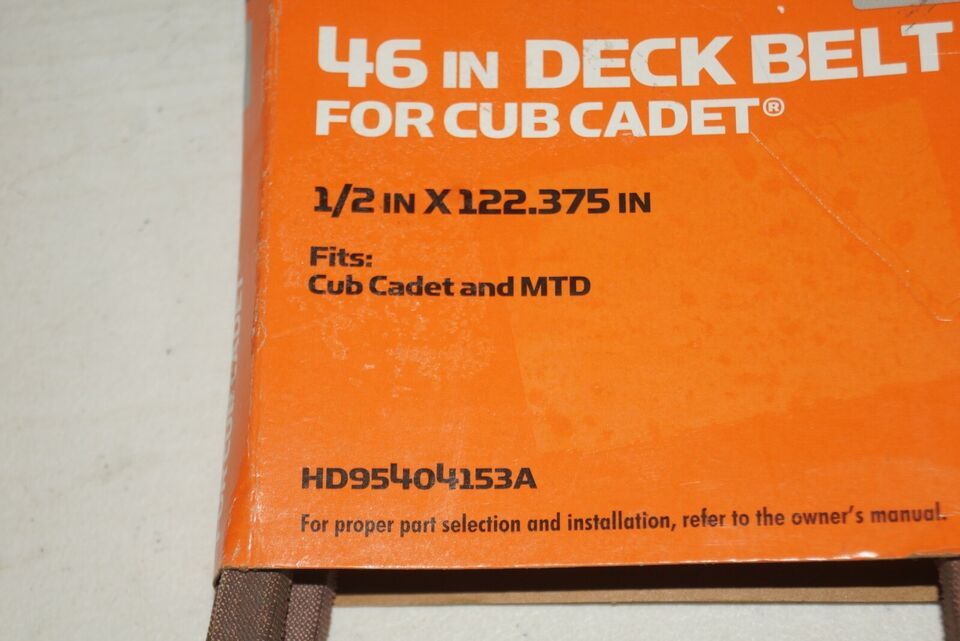 46 IN DECK BELT
FOR CUB CADET®
1/2 IN X 122.375 IN
Fits:
Cub Cadet and MTD
HD95404153A
For proper part selection and installation, refer to the owner's manual.